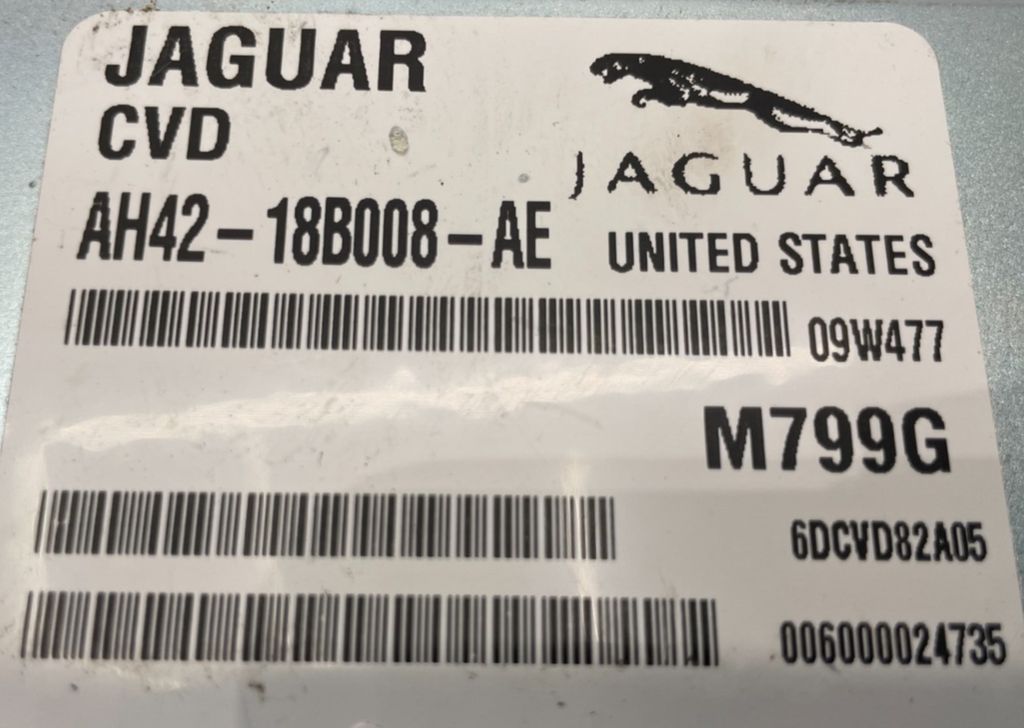 JAGUAR
CVD
JAGUAR
AH42-18B008-AE
UNITED STATES
09W477
M799G
6DCVD82A05
006000024735